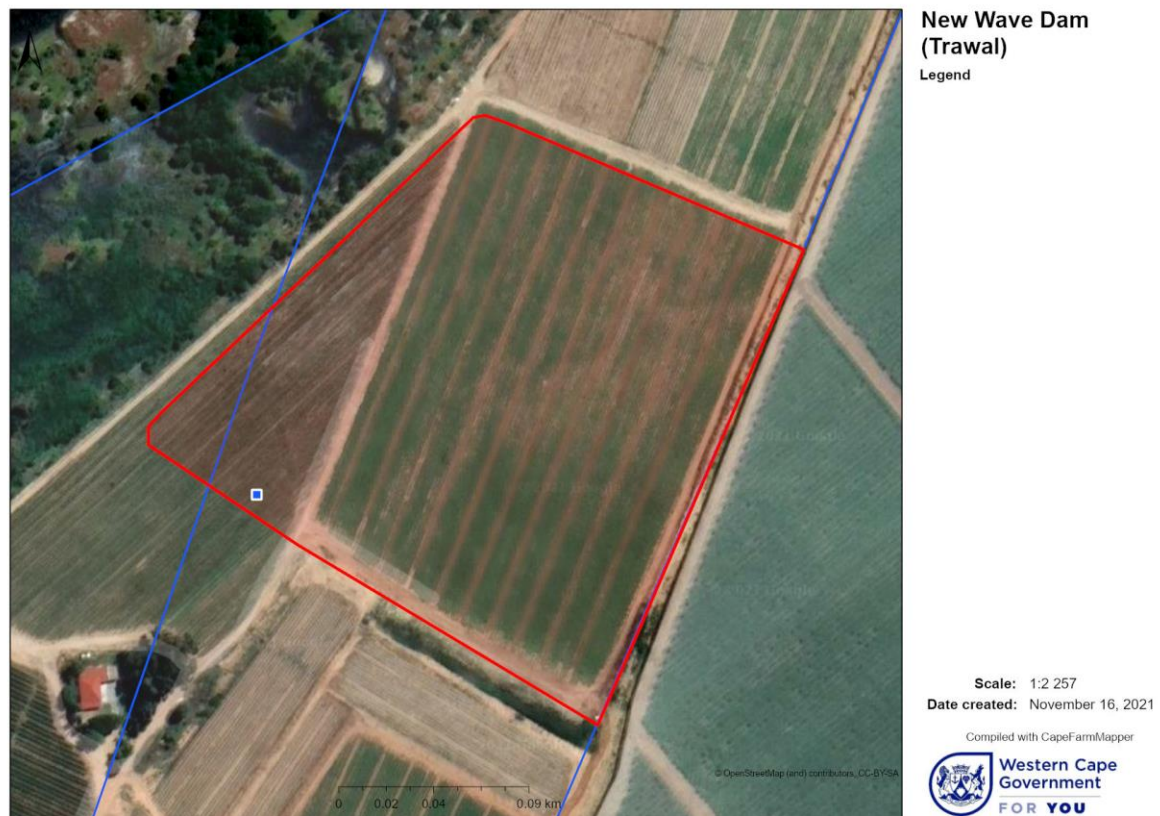 New Wave Dam
(Trawal)
Legend
© OpenStreetMap (and) contributors, CC-BY-SA
0 0.02 0.04 0.09 km
Scale: 1:2 257
Date created: November 16, 2021
Compiled with CapeFarmMapper
Western Cape
Government
FOR YOU